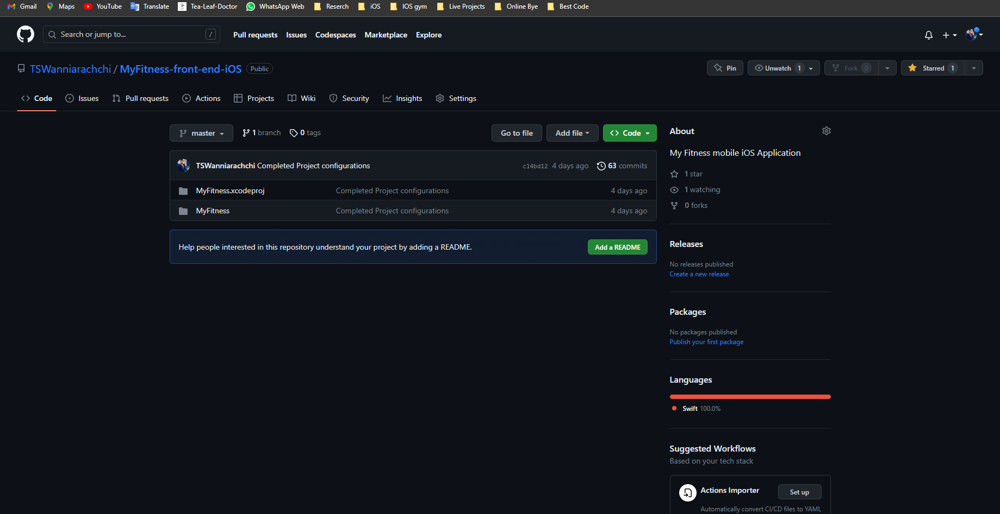 Gmail Maps YouTube Translate Tea-Leaf-Doctor WhatsApp Web Reserch iOS IOS gym Live Projects Online Bye Best Code
Search or jump to... / Pull requests Issues Codespaces Marketplace Explore
TSWanniarachchi / MyFitness-front-end-iOS Public Pin Unwatch 1 Fork 0 Starred 1
Code Issues Pull requests Actions Projects Wiki Security Insights Settings
master 1 branch 0 tags Go to file Add file Code
TSWanniarachchi Completed Project configurations c14bd12 4 days ago 63 commits
MyFitness.xcodeproj Completed Project configurations 4 days ago
MyFitness Completed Project configurations 4 days ago
Help people interested in this repository understand your project by adding a README. Add a README
About
My Fitness mobile iOS Application
1 star
1 watching
0 forks
Releases
No releases published
Create a new release
Packages
No packages published
Publish your first package
Languages
Swift 100.0%
Suggested Workflows
Based on your tech stack
Actions Importer Set up
Automatically convert CI/CD files to YAML